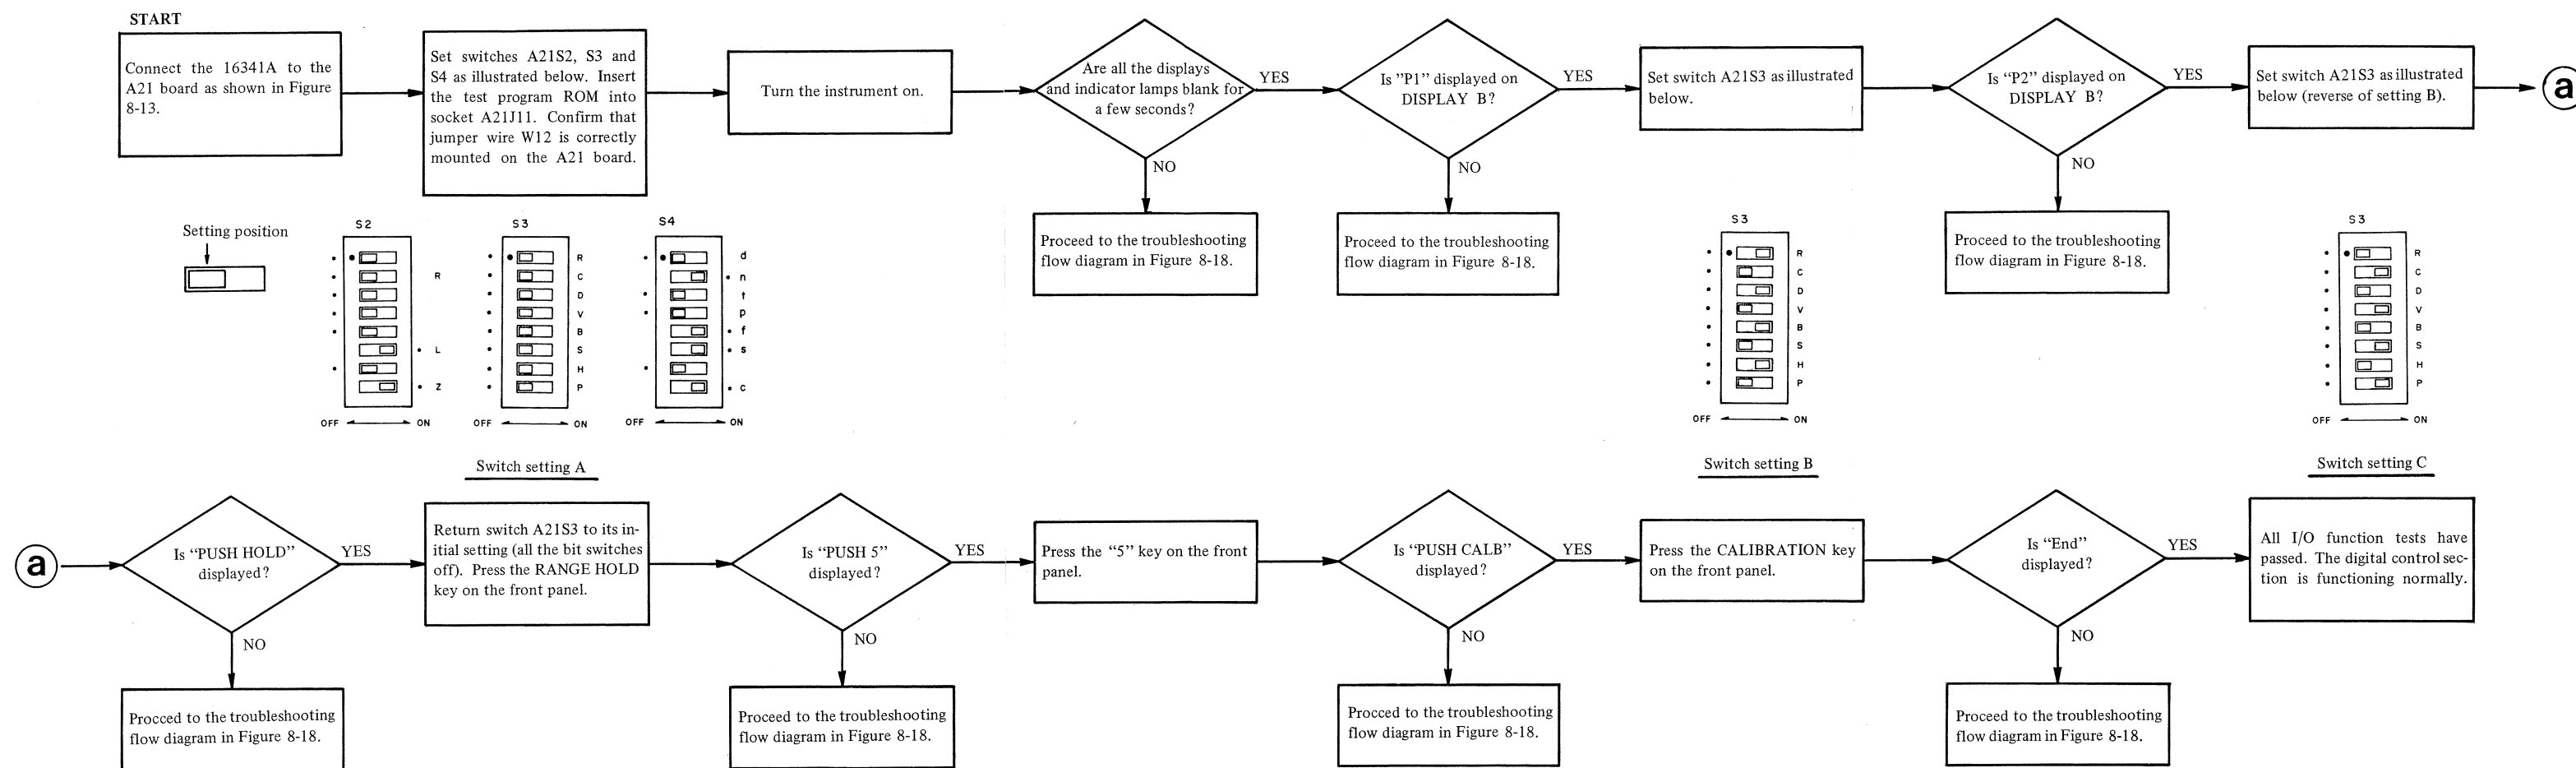 START
Connect the 16341A to the
A21 board as shown in Figure
8-13.
Set switches A21S2, S3 and
S4 as illustrated below. Insert
the test program ROM into
socket A21J11. Confirm that
jumper wire W12 is correctly
mounted on the A21 board.
Turn the instrument on.
Are all the displays
and indicator lamps blank for
a few seconds?
YES
NO
Proceed to the troubleshooting
flow diagram in Figure 8-18.
Is "P1" displayed on
DISPLAY B?
YES
NO
Proceed to the troubleshooting
flow diagram in Figure 8-18.
Set switch A21S3 as illustrated
below.
Is "P2" displayed on
DISPLAY B?
YES
NO
Proceed to the troubleshooting
flow diagram in Figure 8-18.
Set switch A21S3 as illustrated
below (reverse of setting B).
a
Setting position
S2
R
L
Z
OFF ON
S3
R
C
D
V
B
S
H
P
OFF ON
S4
d
n
t
p
f
s
c
OFF ON
Switch setting A
S3
R
C
D
V
B
S
H
P
OFF ON
Switch setting B
S3
R
C
D
V
B
S
H
P
OFF ON
Switch setting C
a
Is "PUSH HOLD"
displayed?
YES
NO
Procced to the troubleshooting
flow diagram in Figure 8-18.
Return switch A21S3 to its in-
itial setting (all the bit switches
off). Press the RANGE HOLD
key on the front panel.
Is "PUSH 5"
displayed?
YES
NO
Proceed to the troubleshooting
flow diagram in Figure 8-18.
Press the "5" key on the front
panel.
Is "PUSH CALB"
displayed?
YES
NO
Procced to the troubleshooting
flow diagram in Figure 8-18.
Press the CALIBRATION key
on the front panel.
Is "End"
displayed?
YES
NO
Proceed to the troubleshooting
flow diagram in Figure 8-18.
All I/O function tests have
passed. The digital control sec-
tion is functioning normally.